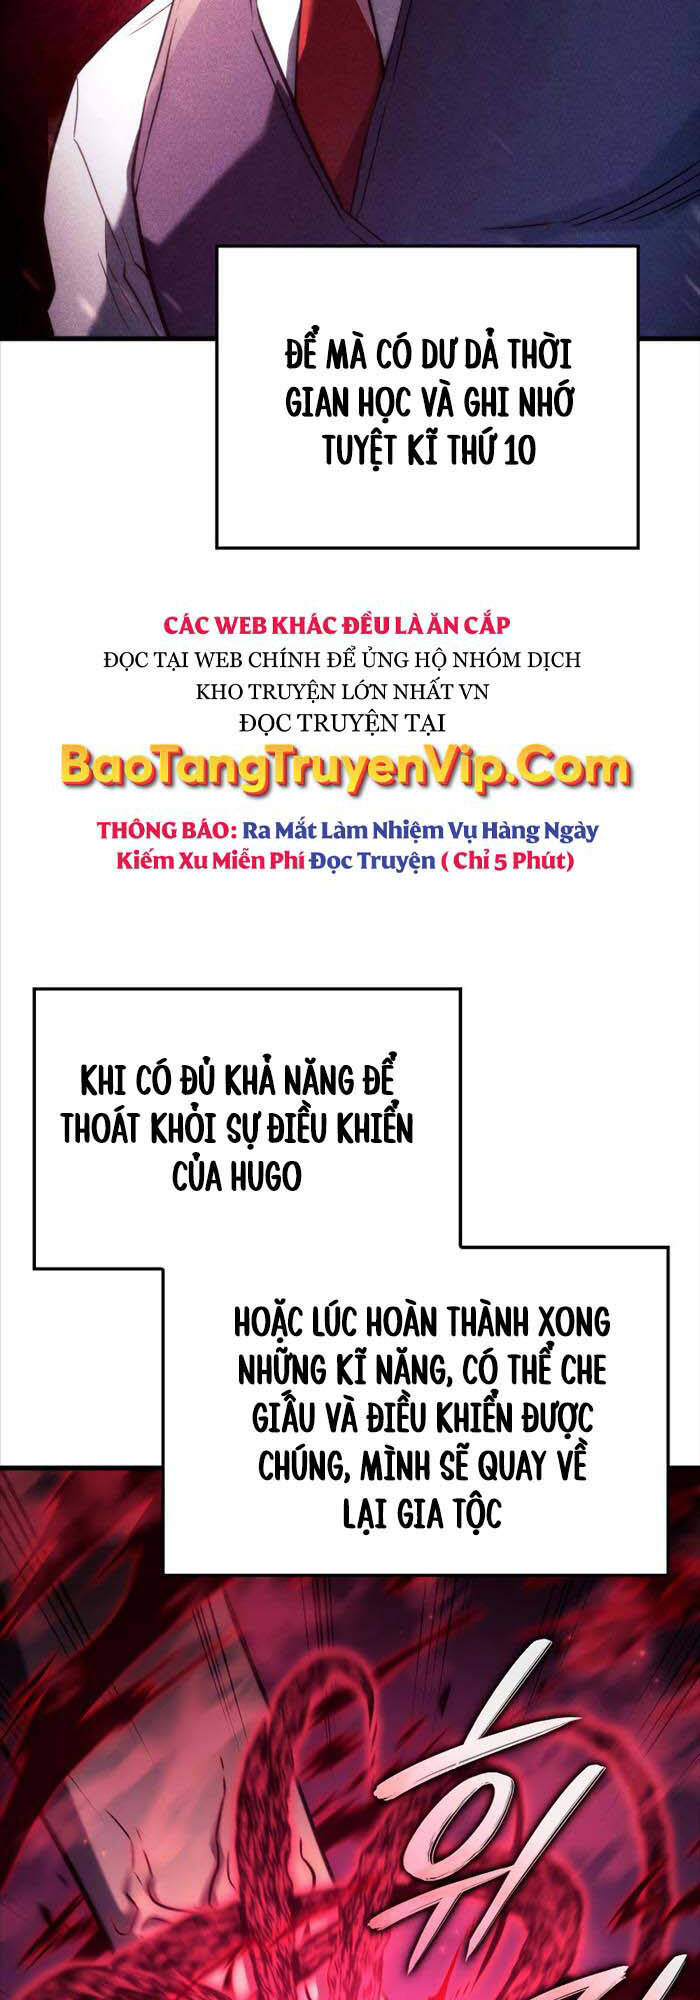 ĐỂ MÀ CÓ DƯ DẢ THỜI
GIAN HỌC VÀ GHI NHỚ
TUYỆT KĨ THỨ 10
CÁC WEB KHÁC ĐỀU LÀ ĂN CẮP
ĐỌC TẠI WEB CHÍNH ĐỂ ỦNG HỘ NHÓM DỊCH
KHO TRUYỆN LỚN NHẤT VN
ĐỌC TRUYỆN TẠI
BaoTangTruyenVip.Com
THÔNG BÁO: Ra Mắt Làm Nhiệm Vụ Hàng Ngày
Kiếm Xu Miễn Phí Đọc Truyện ( Chỉ 5 Phút)
KHI CÓ ĐỦ KHẢ NĂNG ĐỂ
THOÁT KHỎI SỰ ĐIỀU KHIỂN
CỦA HUGO
HOẶC LÚC HOÀN THÀNH XONG
NHỮNG KĨ NĂNG, CÓ THỂ CHE
GIẤU VÀ ĐIỀU KHIỂN ĐƯỢC
CHÚNG, MÌNH SẼ QUAY VỀ
LẠI GIA TỘC
위